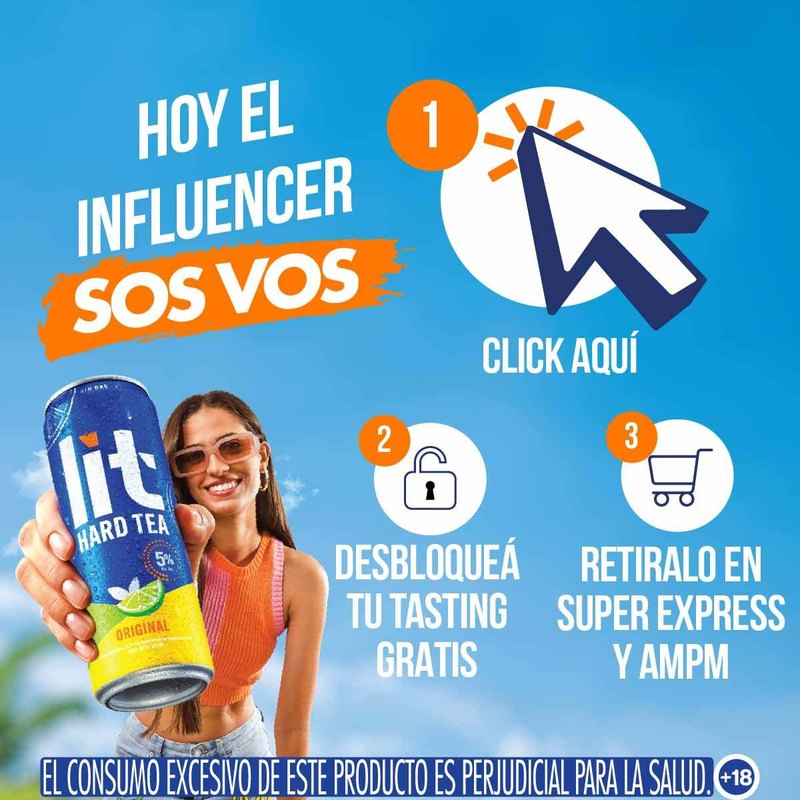 HOY EL
INFLUENCER
SOS VOS
1
CLICK AQUÍ
2
DESBLOQUEÁ
TU TASTING
GRATIS
3
RETIRALO EN
SUPER EXPRESS
Y AMPM
lit
HARD TEA
5%
ORIGINAL
EL CONSUMO EXCESIVO DE ESTE PRODUCTO ES PERJUDICIAL PARA LA SALUD.
+18